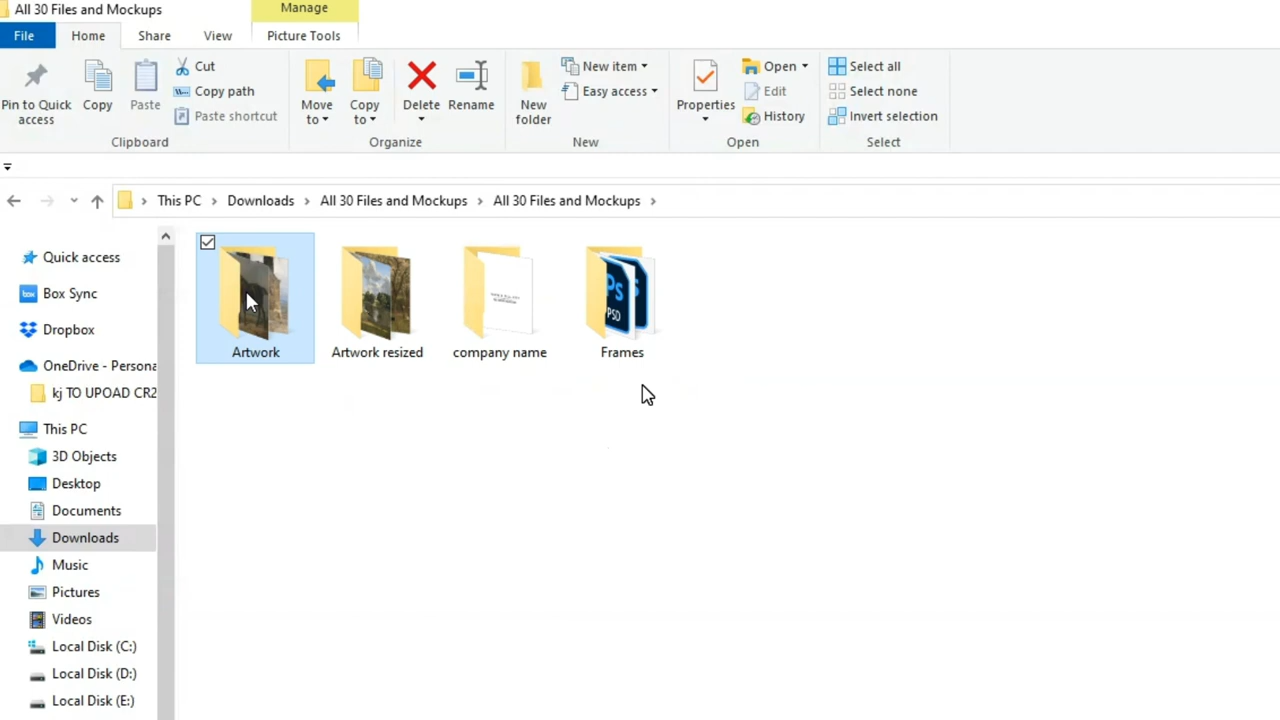 All 30 Files and Mockups
Manage
File
Home
Share
View
Picture Tools
Pin to Quick access
Copy
Paste
Cut
Copy path
Paste shortcut
Clipboard
Move to
Copy to
Delete
Rename
Organize
New folder
New item
Easy access
New
Properties
Open
Edit
History
Open
Select all
Select none
Invert selection
Select
This PC > Downloads > All 30 Files and Mockups > All 30 Files and Mockups >
Quick access
Box Sync
Dropbox
OneDrive - Persona
kj TO UPOAD CR2
This PC
3D Objects
Desktop
Documents
Downloads
Music
Pictures
Videos
Local Disk (C:)
Local Disk (D:)
Local Disk (E:)
Artwork
Artwork resized
company name
Frames
Ps
PSD
box